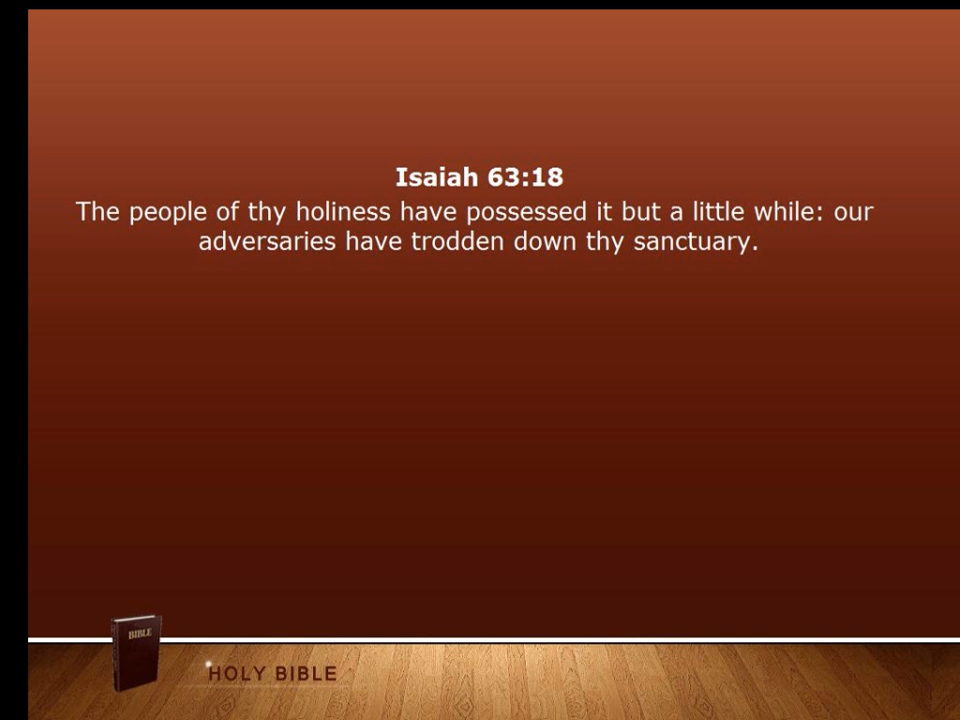 Isaiah 63:18
The people of thy holiness have possessed it but a little while: our
adversaries have trodden down thy sanctuary.
BIBLE
HOLY BIBLE